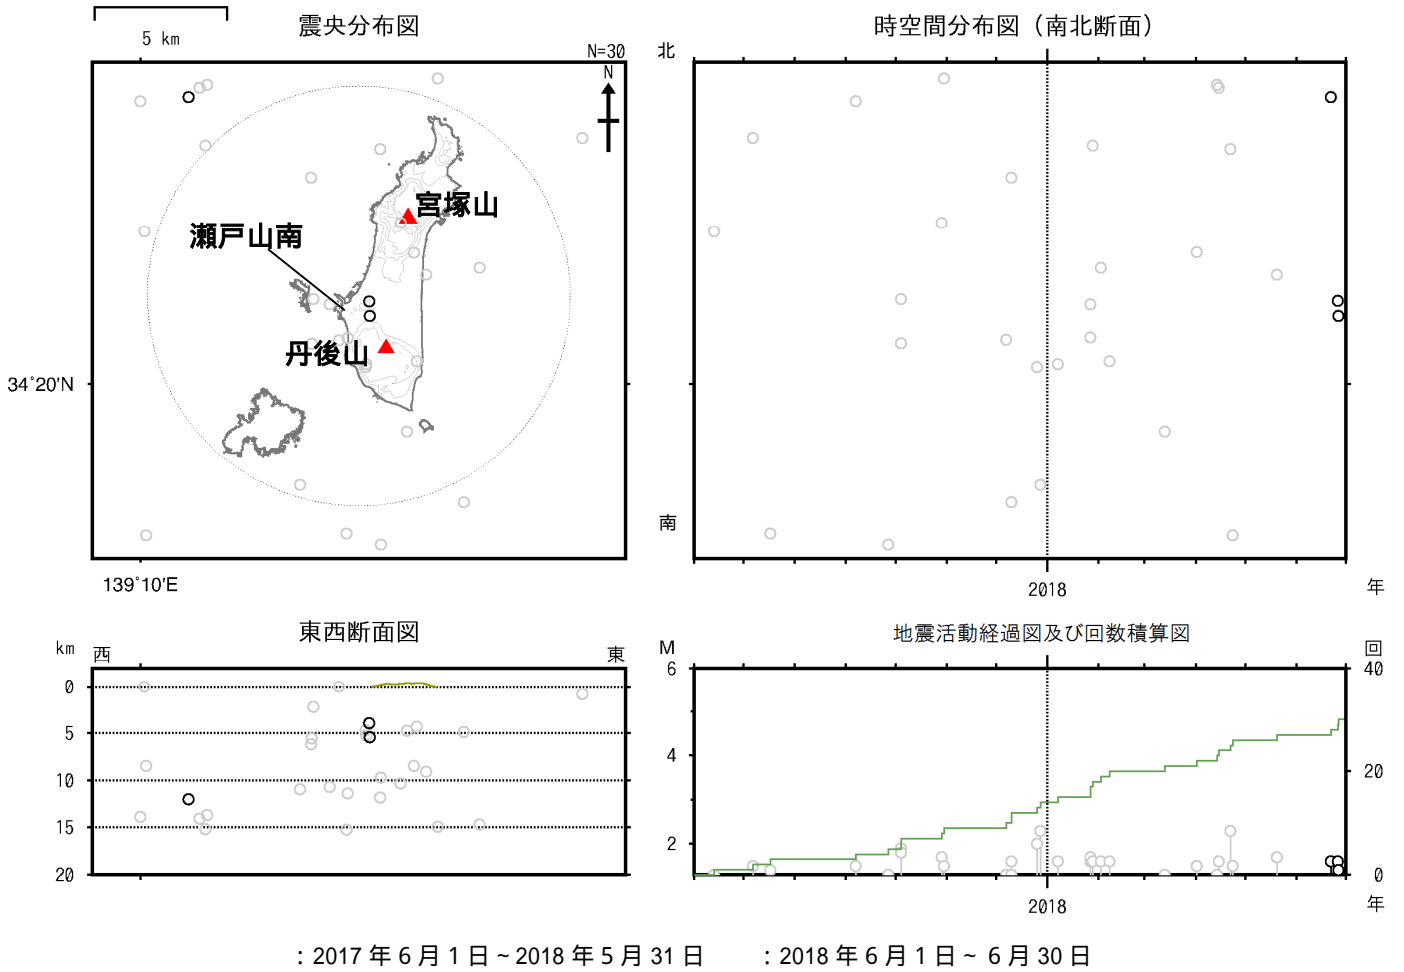 5 km
震央分布図
N=30
N
宮塚山
瀬戸山南
丹後山
34°20'N
139°10'E
時空間分布図（南北断面）
北
南
2018
年
東西断面図
km
西
東
0
5
10
15
20
地震活動経過図及び回数積算図
M
回
6
4
2
40
20
0
2018
年
：2017 年 6 月 1 日～2018 年 5 月 31 日
：2018 年 6 月 1 日～ 6 月 30 日